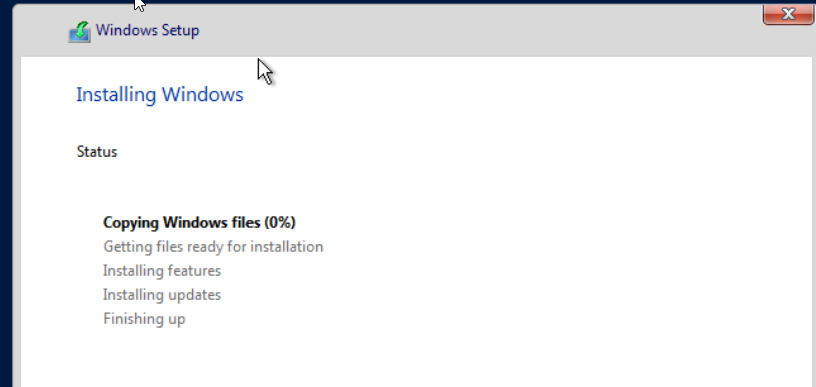 Windows Setup
Installing Windows
Status
Copying Windows files (0%)
Getting files ready for installation
Installing features
Installing updates
Finishing up